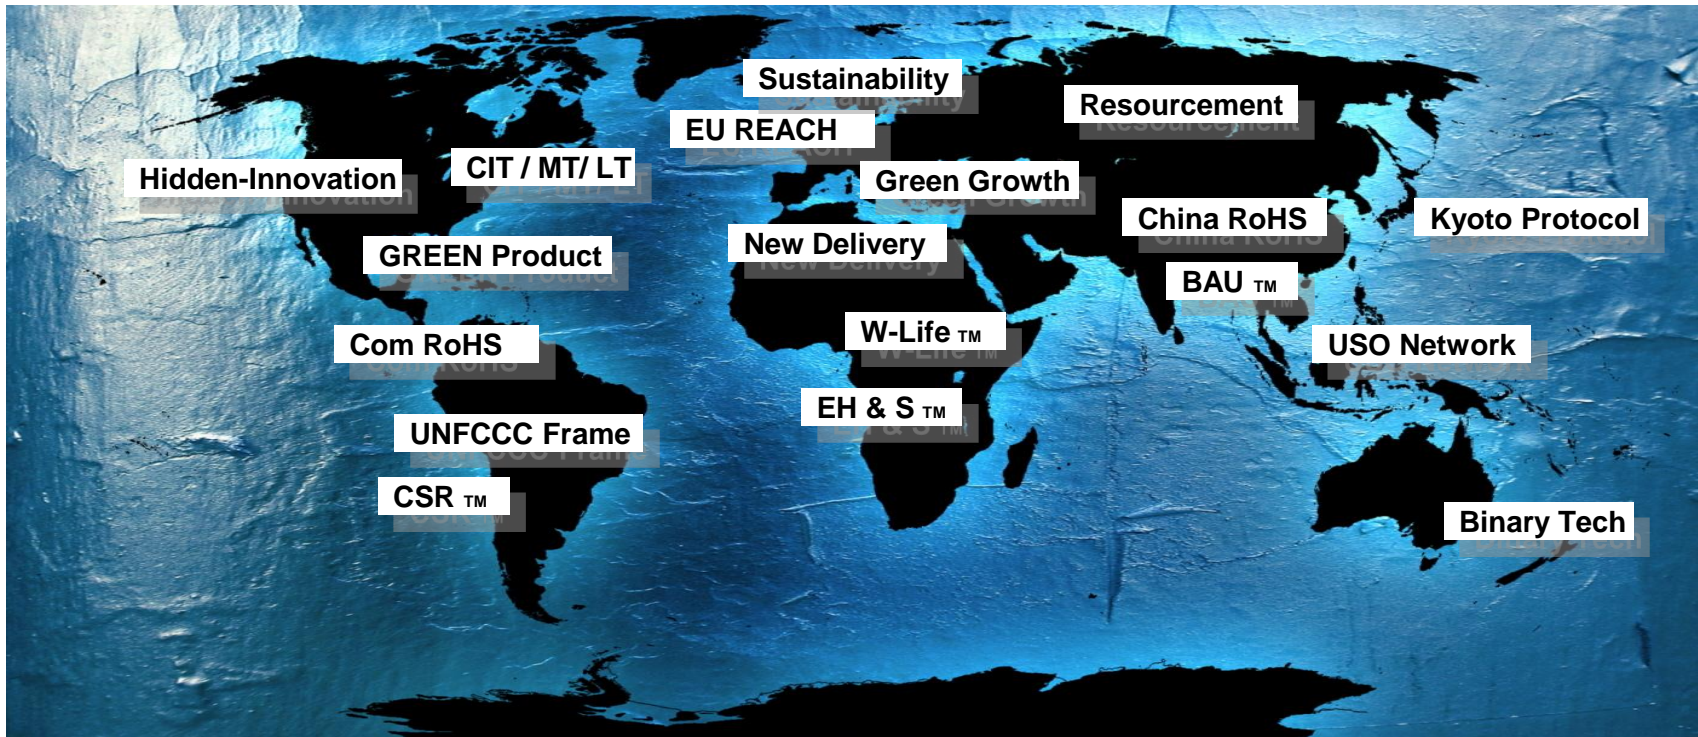 Sustainability
Resourcement
EU REACH
CIT / MT/ LT
Hidden-Innovation
Green Growth
China RoHS
Kyoto Protocol
New Delivery
GREEN Product
BAU TM
W-Life TM
Com RoHS
USO Network
EH & S TM
UNFCCC Frame
CSR TM
Binary Tech